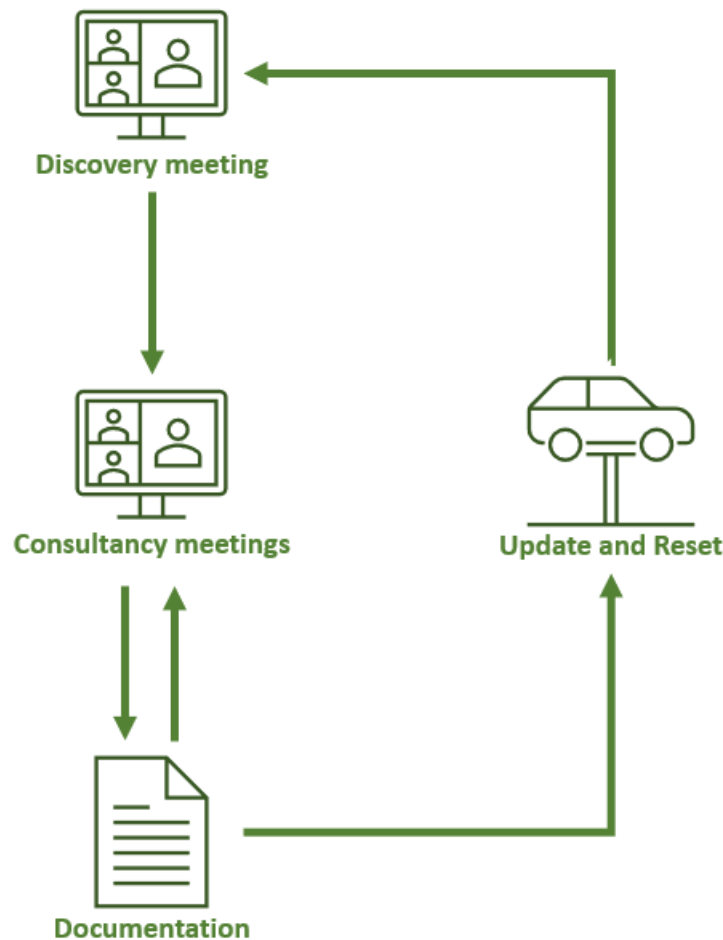 Discovery meeting
Consultancy meetings
Update and Reset
Documentation